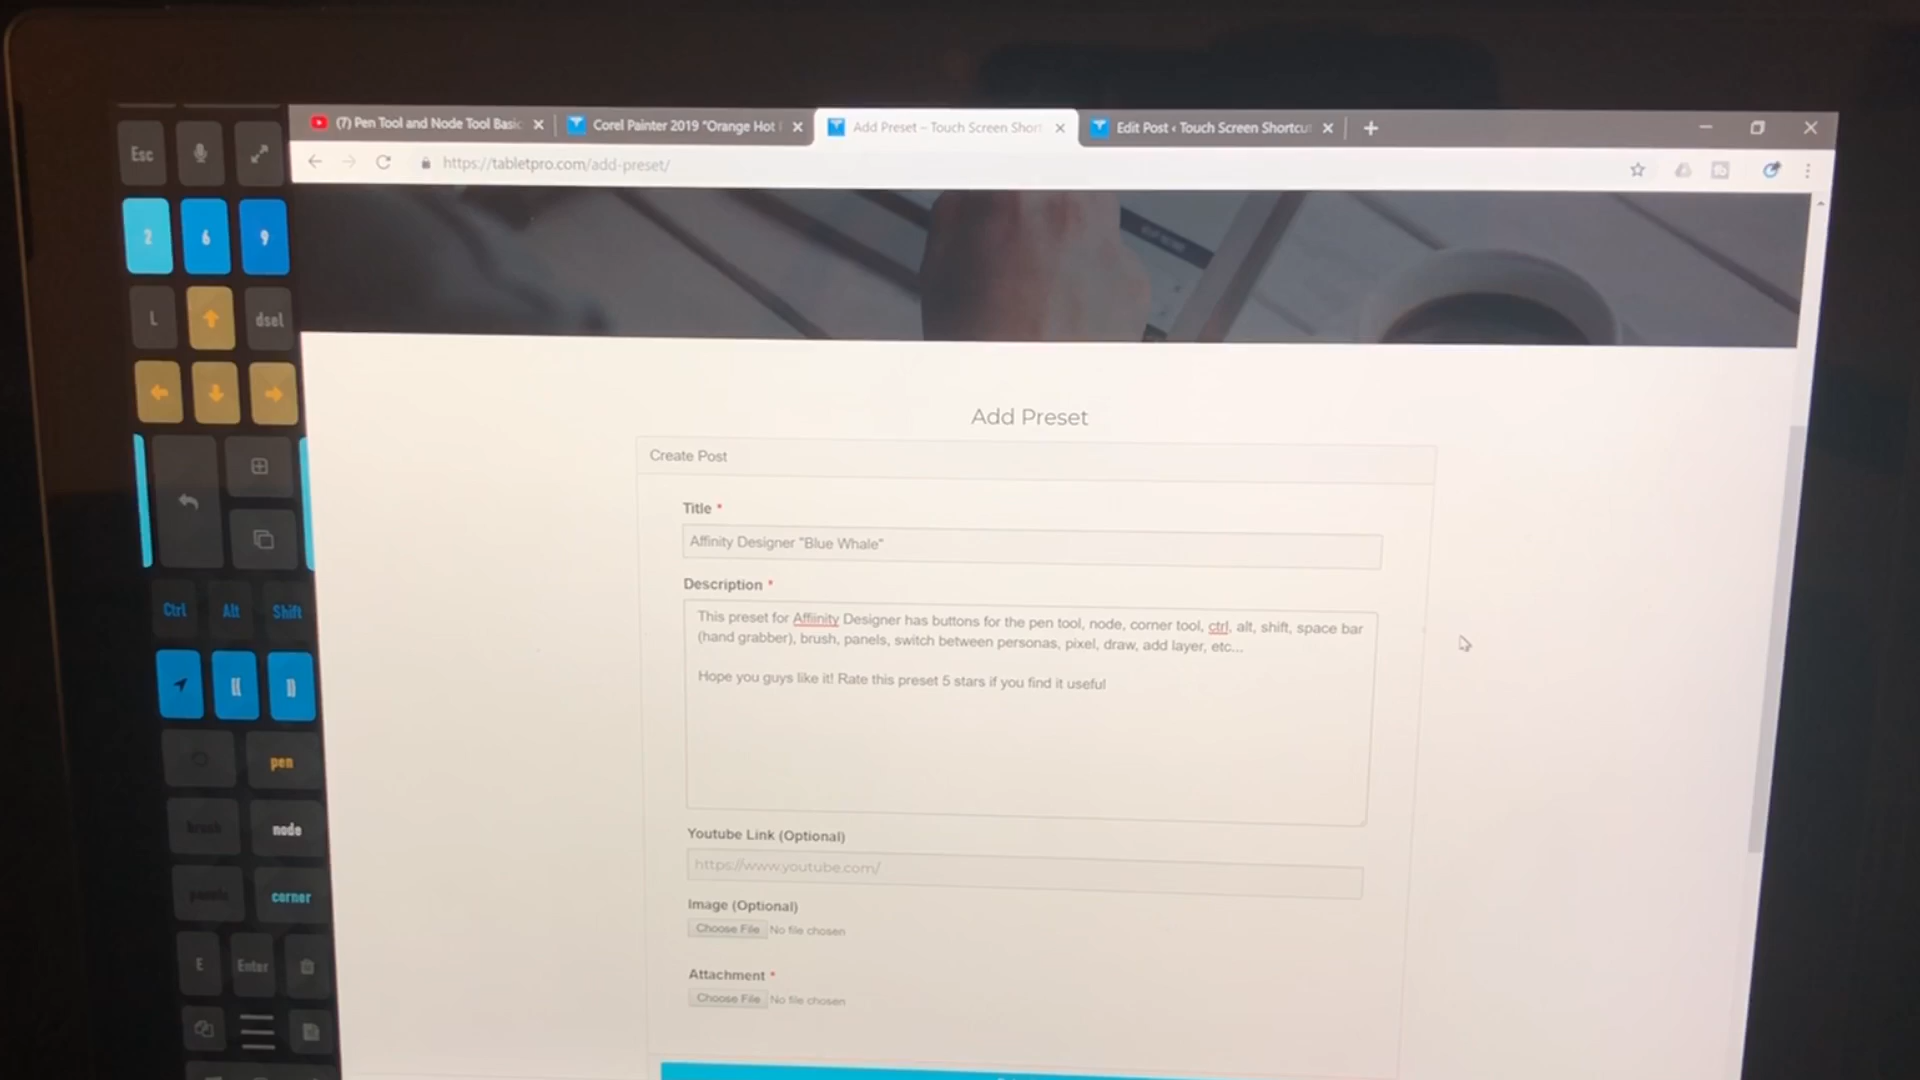 (7) Pen Tool and Node Tool Basic
Corel Painter 2019 "Orange Hot
Add Preset – Touch Screen Short
Edit Post ‹ Touch Screen Shortcu
https://tabletpro.com/add-preset/
Esc
2 6 9
L dsel
Ctrl Alt Shift
pen
brush node
panels corner
E Enter
Add Preset
Create Post
Title *
Affinity Designer "Blue Whale"
Description *
This preset for Affiinity Designer has buttons for the pen tool, node, corner tool, ctrl, alt, shift, space bar
(hand grabber), brush, panels, switch between personas, pixel, draw, add layer, etc...
Hope you guys like it! Rate this preset 5 stars if you find it useful
Youtube Link (Optional)
https://www.youtube.com/
Image (Optional)
Choose File No file chosen
Attachment *
Choose File No file chosen